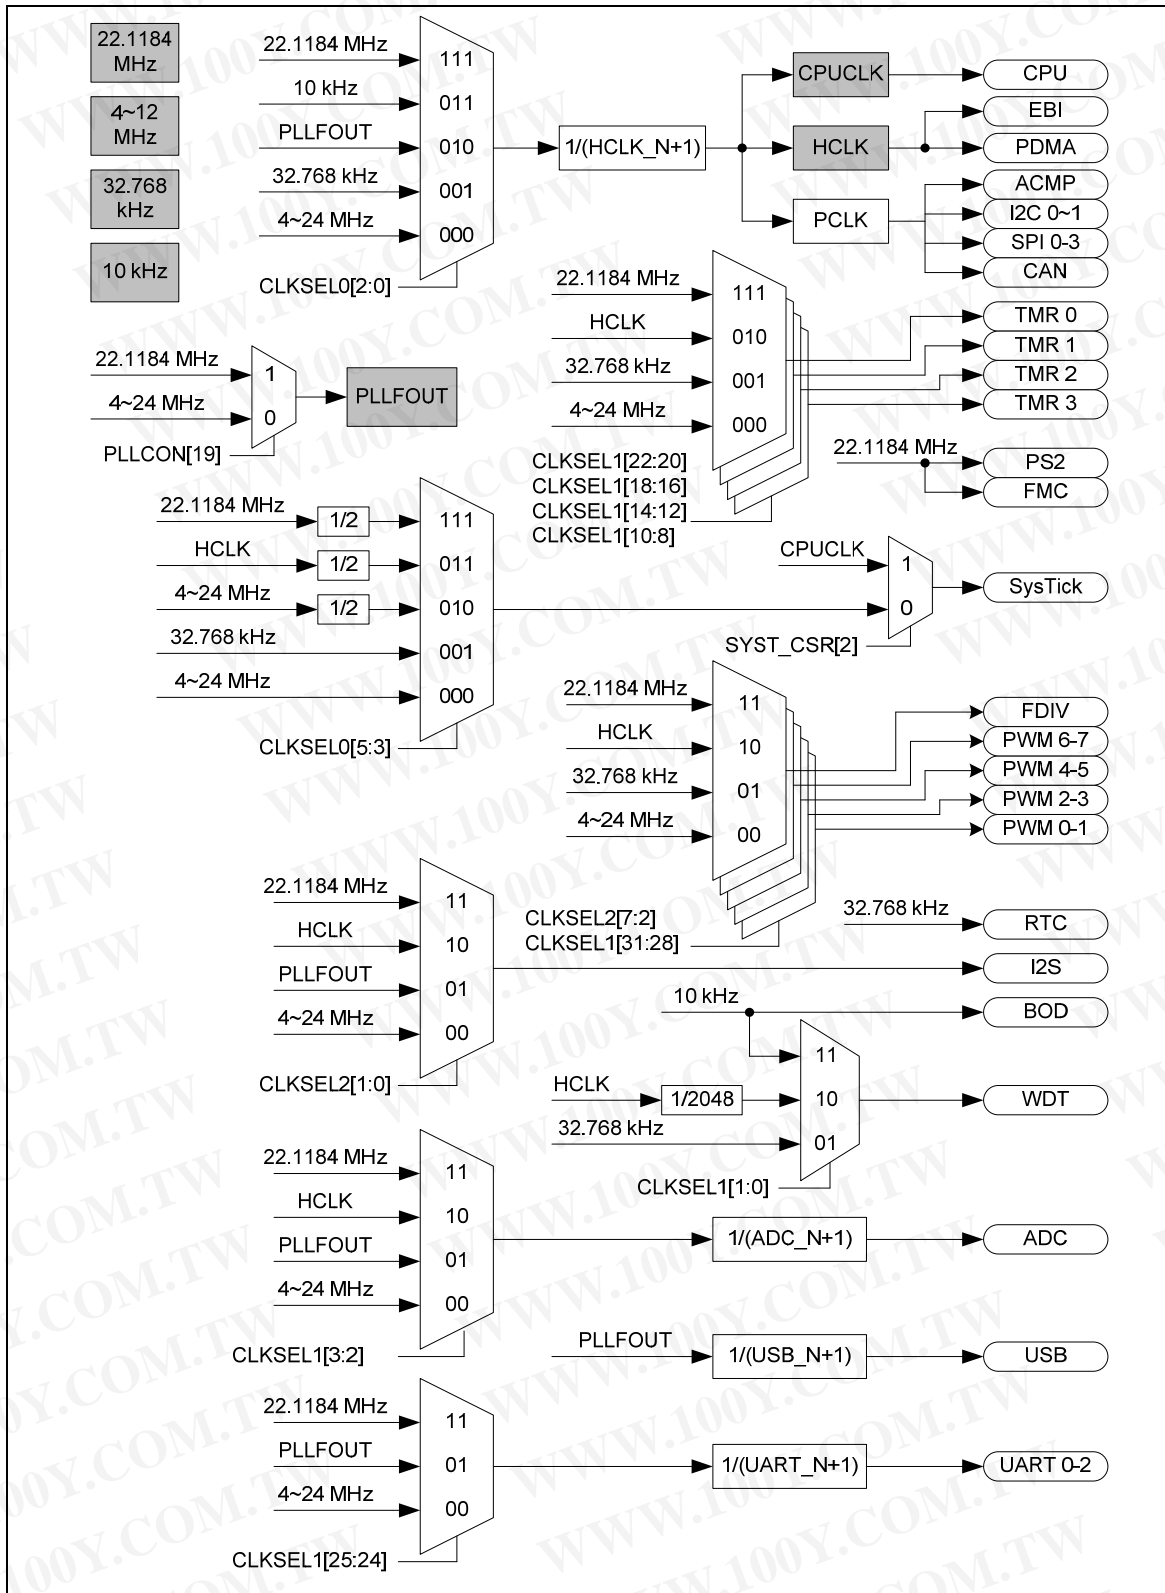 22.1184
MHz
4~12
MHz
32.768
kHz
10 kHz
22.1184 MHz
111
10 kHz
011
PLLFOUT
010
32.768 kHz
001
4~24 MHz
000
CLKSEL0[2:0]
1/(HCLK_N+1)
CPUCLK
HCLK
PCLK
CPU
EBI
PDMA
ACMP
I2C 0~1
SPI 0-3
CAN
22.1184 MHz
1
4~24 MHz
0
PLLCON[19]
PLLFOUT
22.1184 MHz
111
HCLK
010
32.768 kHz
001
4~24 MHz
000
CLKSEL1[22:20]
CLKSEL1[18:16]
CLKSEL1[14:12]
CLKSEL1[10:8]
TMR 0
TMR 1
TMR 2
TMR 3
22.1184 MHz
PS2
FMC
22.1184 MHz
1/2
111
HCLK
1/2
011
4~24 MHz
1/2
010
32.768 kHz
001
4~24 MHz
000
CLKSEL0[5:3]
CPUCLK
1
0
SYST_CSR[2]
SysTick
22.1184 MHz
11
HCLK
10
32.768 kHz
01
4~24 MHz
00
CLKSEL2[7:2]
CLKSEL1[31:28]
FDIV
PWM 6-7
PWM 4-5
PWM 2-3
PWM 0-1
32.768 kHz
RTC
22.1184 MHz
11
HCLK
10
PLLFOUT
01
4~24 MHz
00
CLKSEL2[1:0]
I2S
10 kHz
BOD
11
HCLK
1/2048
10
32.768 kHz
01
CLKSEL1[1:0]
WDT
22.1184 MHz
11
HCLK
10
PLLFOUT
01
4~24 MHz
00
CLKSEL1[3:2]
1/(ADC_N+1)
ADC
PLLFOUT
1/(USB_N+1)
USB
22.1184 MHz
11
PLLFOUT
01
4~24 MHz
00
CLKSEL1[25:24]
1/(UART_N+1)
UART 0-2
WWW.100Y.COM.TW